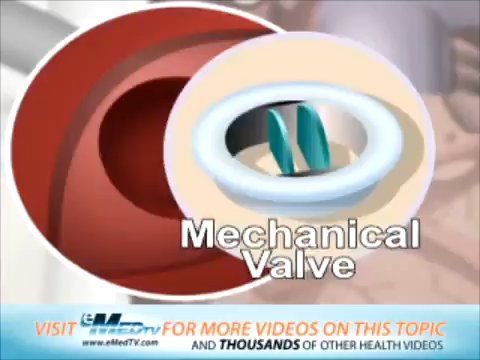 Mechanical
Valve
VISIT eMEDTV FOR MORE VIDEOS ON THIS TOPIC
www.eMedTV.com AND THOUSANDS OF OTHER HEALTH VIDEOS